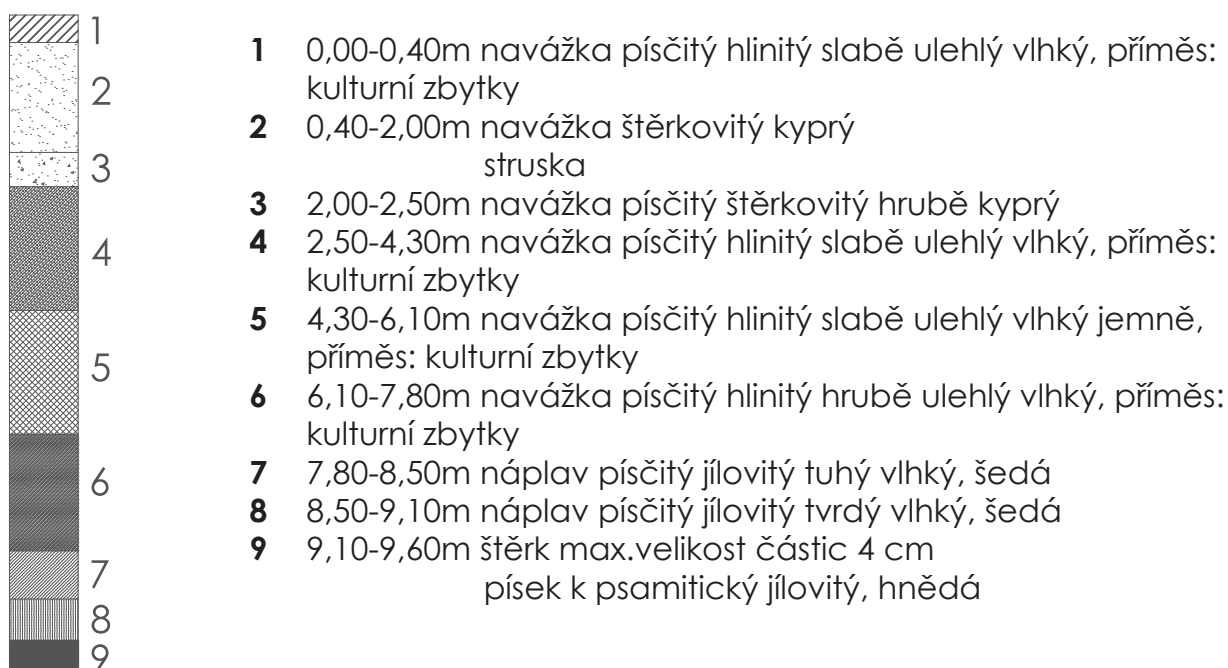 1
2
3
4
5
6
7
8
9
1 0,00-0,40m navážka písčitý hlinitý slabě ulehlý vlhký, příměs:
kulturní zbytky
2 0,40-2,00m navážka štěrkovitý kyprý
struska
3 2,00-2,50m navážka písčitý štěrkovitý hrubě kyprý
4 2,50-4,30m navážka písčitý hlinitý slabě ulehlý vlhký, příměs:
kulturní zbytky
5 4,30-6,10m navážka písčitý hlinitý slabě ulehlý vlhký jemně,
příměs: kulturní zbytky
6 6,10-7,80m navážka písčitý hlinitý hrubě ulehlý vlhký, příměs:
kulturní zbytky
7 7,80-8,50m náplav písčitý jílovitý tuhý vlhký, šedá
8 8,50-9,10m náplav písčitý jílovitý tvrdý vlhký, šedá
9 9,10-9,60m štěrk max.velikost částic 4 cm
písek k psamitický jílovitý, hnědá